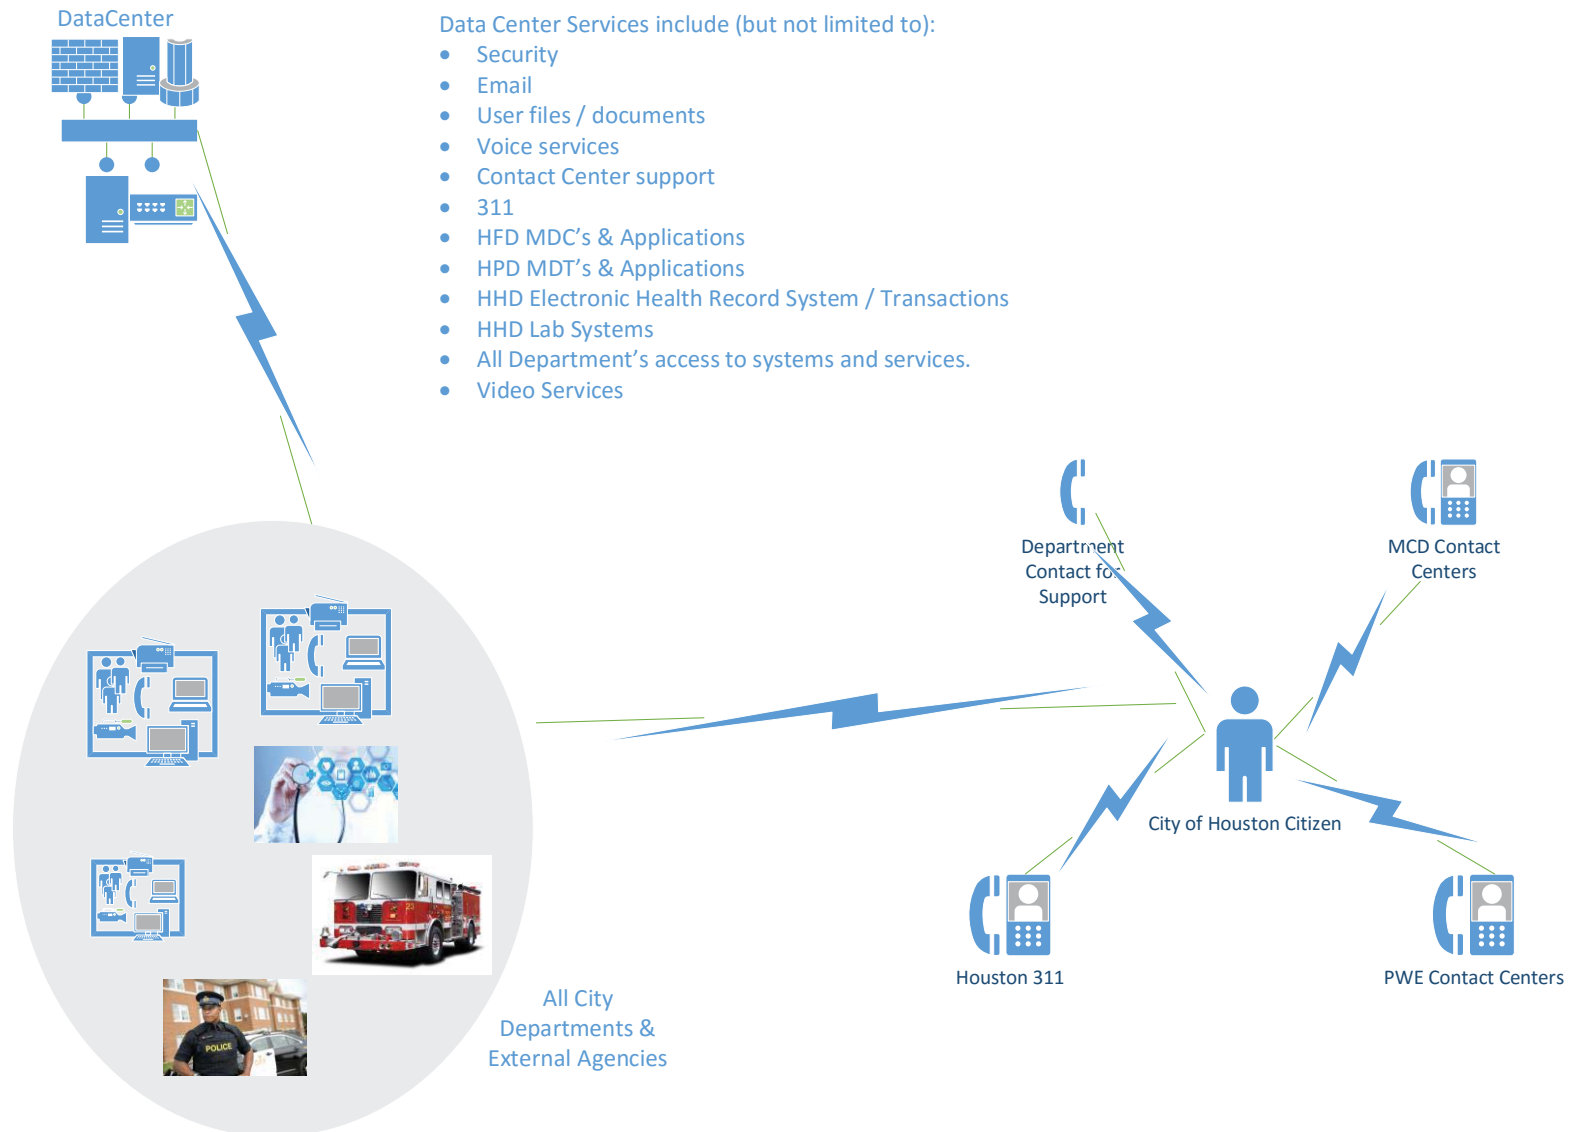 DataCenter
Data Center Services include (but not limited to):
• Security
• Email
• User files / documents
• Voice services
• Contact Center support
• 311
• HFD MDC’s & Applications
• HPD MDT’s & Applications
• HHD Electronic Health Record System / Transactions
• HHD Lab Systems
• All Department’s access to systems and services.
• Video Services
Department
Contact for
Support
MCD Contact
Centers
City of Houston Citizen
Houston 311
PWE Contact Centers
23
POLICE
All City
Departments &
External Agencies